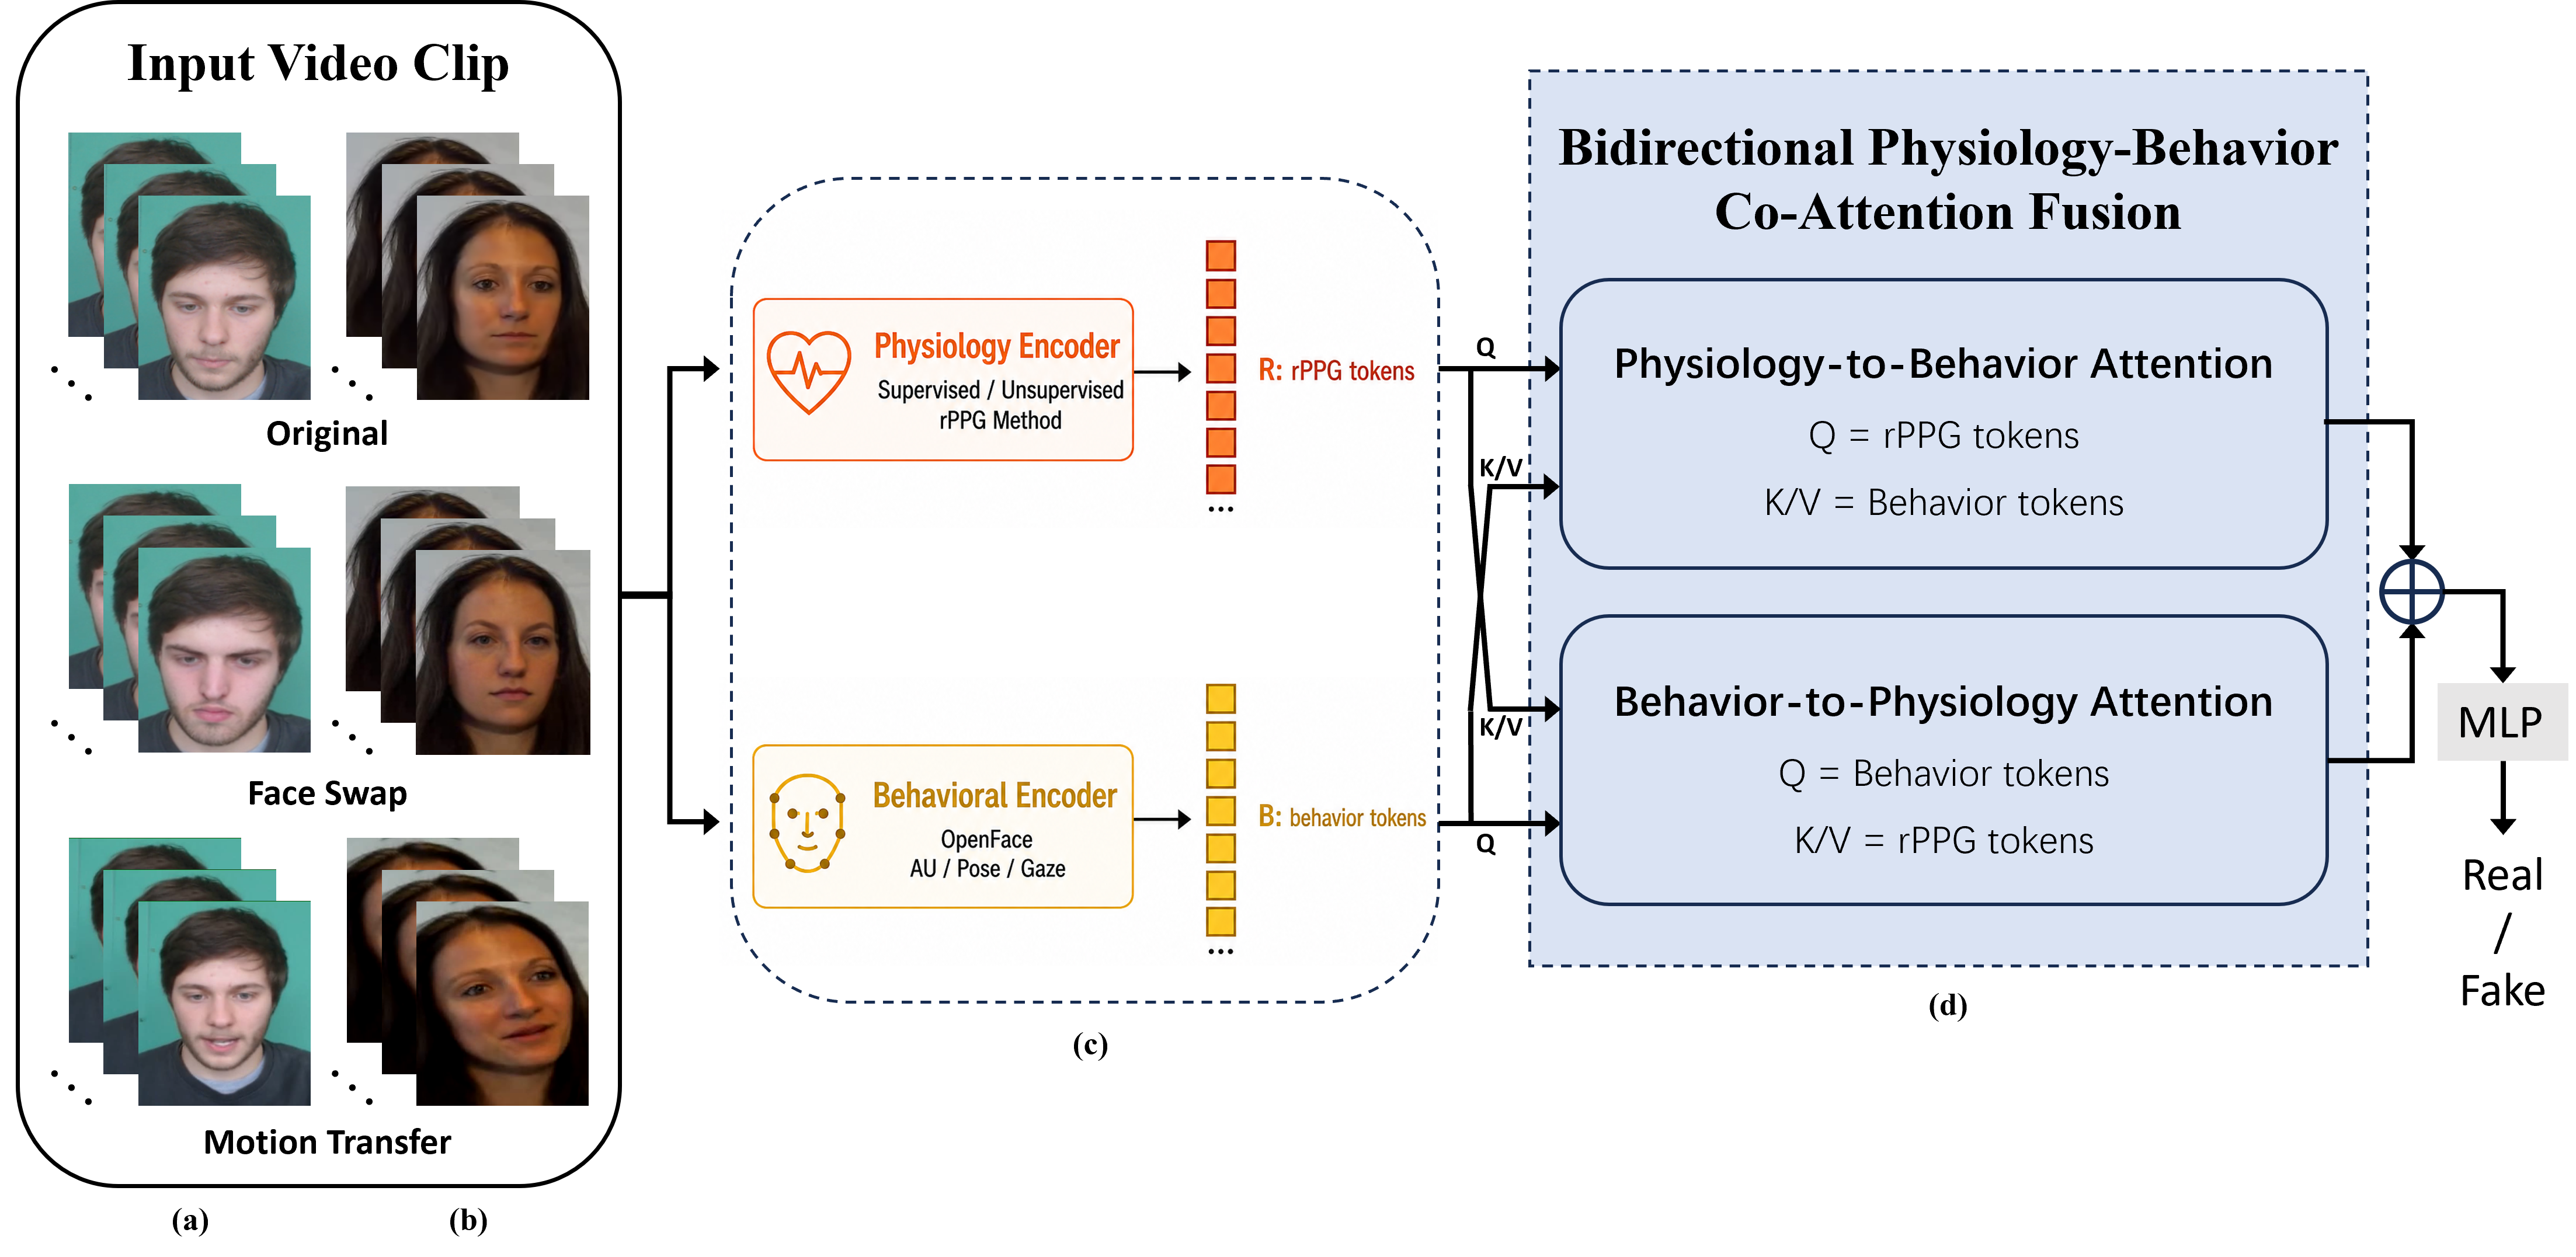 Input Video Clip
Original
Face Swap
Motion Transfer
(a)
(b)
Physiology Encoder
Supervised / Unsupervised
rPPG Method
R: rPPG tokens
...
Behavioral Encoder
OpenFace
AU / Pose / Gaze
B: behavior tokens
...
(c)
Q
K/V
K/V
Q
Bidirectional Physiology-Behavior
Co-Attention Fusion
Physiology-to-Behavior Attention
Q = rPPG tokens
K/V = Behavior tokens
Behavior-to-Physiology Attention
Q = Behavior tokens
K/V = rPPG tokens
(d)
MLP
Real
/
Fake